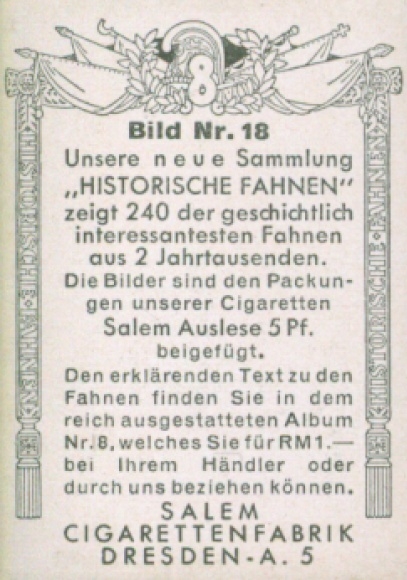 8
Bild Nr. 18
Unsere neue Sammlung
„HISTORISCHE FAHNEN“
zeigt 240 der geschichtlich
interessantesten Fahnen
aus 2 Jahrtausenden.
Die Bilder sind den Packun-
gen unserer Cigaretten
Salem Auslese 5 Pf.
beigefügt.
Den erklärenden Text zu den
Fahnen finden Sie in dem
reich ausgestatteten Album
Nr. 8, welches Sie für RM 1.—
bei Ihrem Händler oder
durch uns beziehen können.
SALEM
CIGARETTENFABRIK
DRESDEN-A. 5
HISTORISCHE FAHNEN
HISTORISCHE FAHNEN